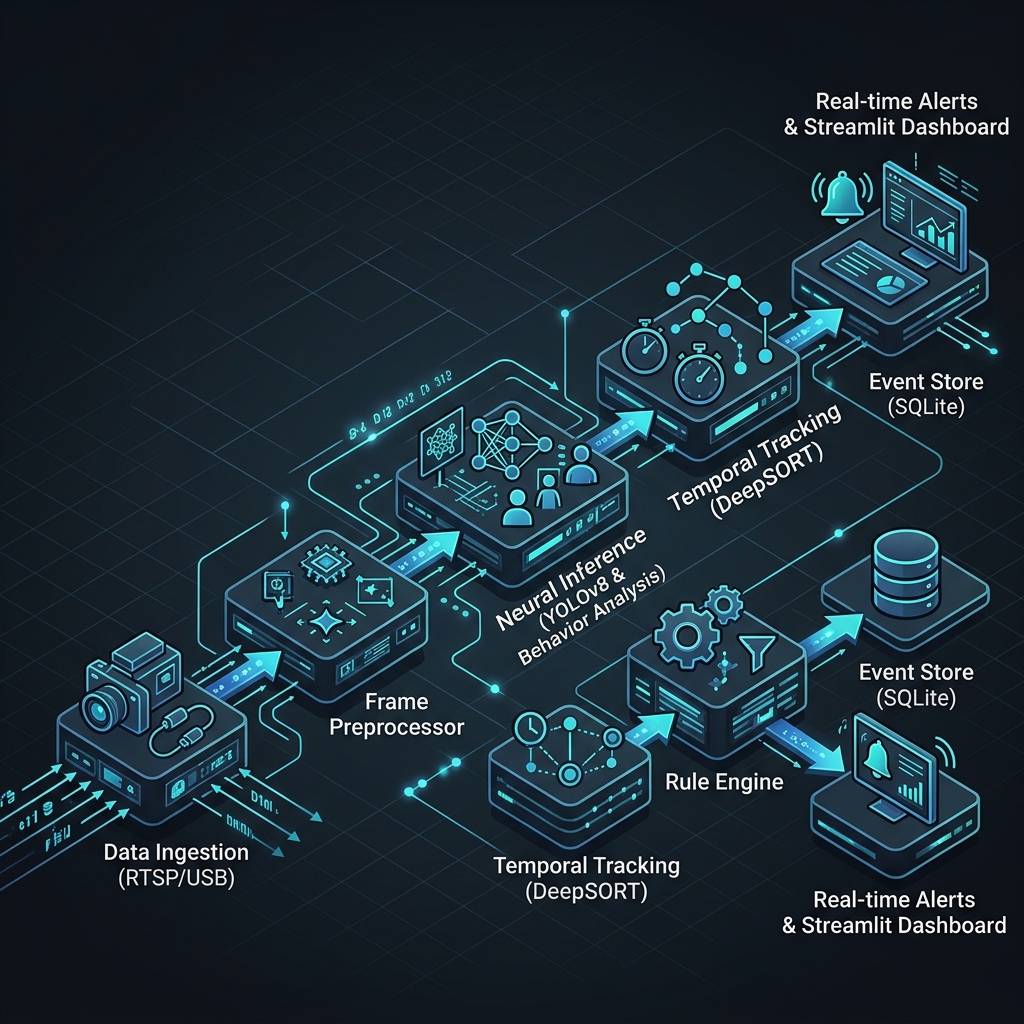 Real-time Alerts
& Streamlit Dashboard
Event Store
(SQLite)
Temporal Tracking
(DeepSORT)
Neural Inference
(YOLOv8 &
Behavior Analysis)
Frame
Preprocessor
Data Ingestion
(RTSP/USB)
Temporal Tracking
(DeepSORT)
Rule Engine
Event Store
(SQLite)
Real-time Alerts
& Streamlit Dashboard